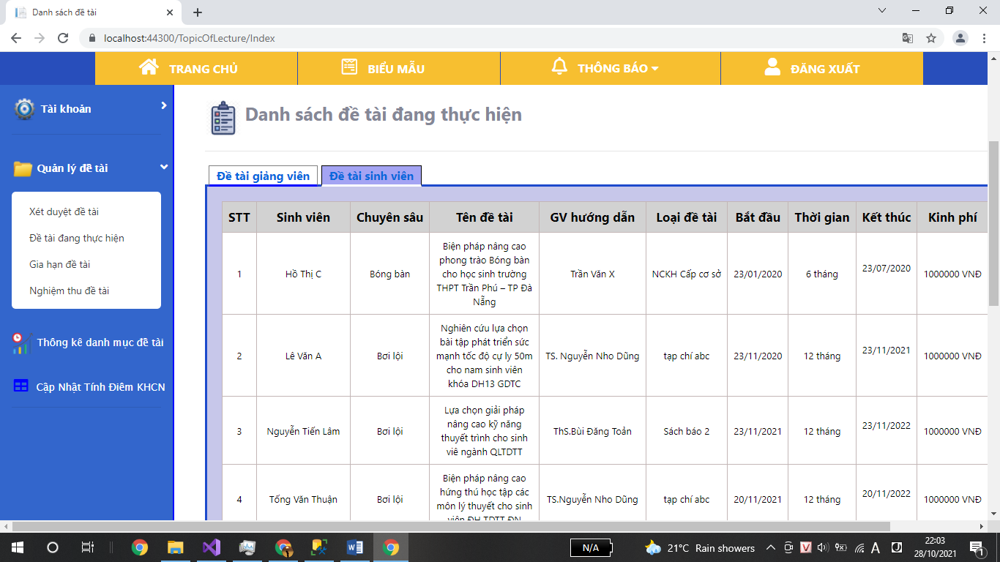 Danh sách đề tài
localhost:44300/TopicOfLecture/Index
TRANG CHỦ
BIỂU MẪU
THÔNG BÁO
ĐĂNG XUẤT
Tài khoản
Quản lý đề tài
Xét duyệt đề tài
Đề tài đang thực hiện
Gia hạn đề tài
Nghiệm thu đề tài
Thống kê danh mục đề tài
Cập Nhật Tính Điểm KHCN
Danh sách đề tài đang thực hiện
Đề tài giảng viên
Đề tài sinh viên
STT Sinh viên Chuyên sâu Tên đề tài GV hướng dẫn Loại đề tài Bắt đầu Thời gian Kết thúc Kinh phí
1
Hồ Thị C
Bóng bàn
Biện pháp nâng cao
phong trào Bóng bàn
cho học sinh trường
THPT Trần Phú – TP Đà
Nẵng
Trần Văn X
NCKH Cấp cơ sở
23/01/2020
6 tháng
23/07/2020
1000000 VNĐ
2
Lê Văn A
Bơi lội
Nghiên cứu lựa chọn
bài tập phát triển sức
mạnh tốc độ cự ly 50m
cho nam sinh viên
khóa DH13 GDTC
TS. Nguyễn Nho Dũng
tạp chí abc
23/11/2020
12 tháng
23/11/2021
1000000 VNĐ
3
Nguyễn Tiến Lâm
Bơi lội
Lựa chọn giải pháp
nâng cao kỹ năng
thuyết trình cho sinh
viê ngành QLTDTT
ThS.Bùi Đăng Toản
Sách báo 2
23/11/2021
12 tháng
23/11/2022
1000000 VNĐ
4
Tống Văn Thuận
Bơi lội
Biện pháp nâng cao
hứng thú học tập các
môn lý thuyết cho sinh
viên ĐH TDTT ĐN
TS.Nguyễn Nho Dũng
tạp chí abc
20/11/2021
12 tháng
20/11/2022
1000000 VNĐ
N/A
21°C Rain showers
V
A
22:03
28/10/2021
1